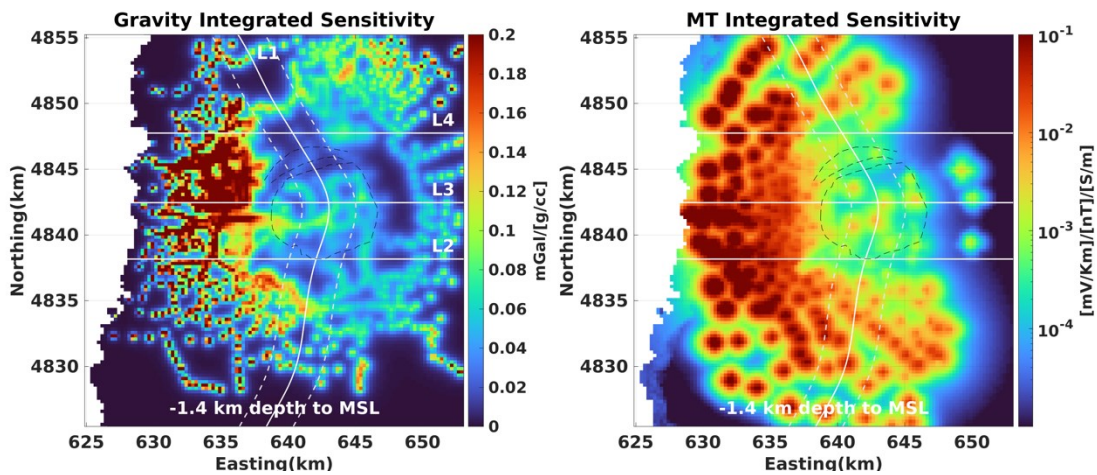 Gravity Integrated Sensitivity
4855
4850
4845
4840
4835
4830
Northing(km)
625 630 635 640 645 650
Easting(km)
L1
L4
L3
L2
-1.4 km depth to MSL
0.2
0.18
0.16
0.14
0.12
0.1
0.08
0.06
0.04
0.02
0
mGal/[g/cc]
MT Integrated Sensitivity
4855
4850
4845
4840
4835
4830
Northing(km)
625 630 635 640 645 650
Easting(km)
-1.4 km depth to MSL
10⁻¹
10⁻²
10⁻³
10⁻⁴
[mV/Km]/[nT]/[S/m]